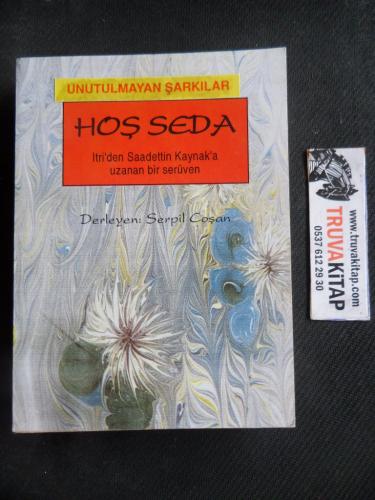 UNUTULMAYAN ŞARKILAR
HOŞ SEDA
Itri'den Saadettin Kaynak'a
uzanan bir serüven
Derleyen: Serpil Coşan
TRUVAKiTAP
www.truvakitap.com
0537 612 29 30